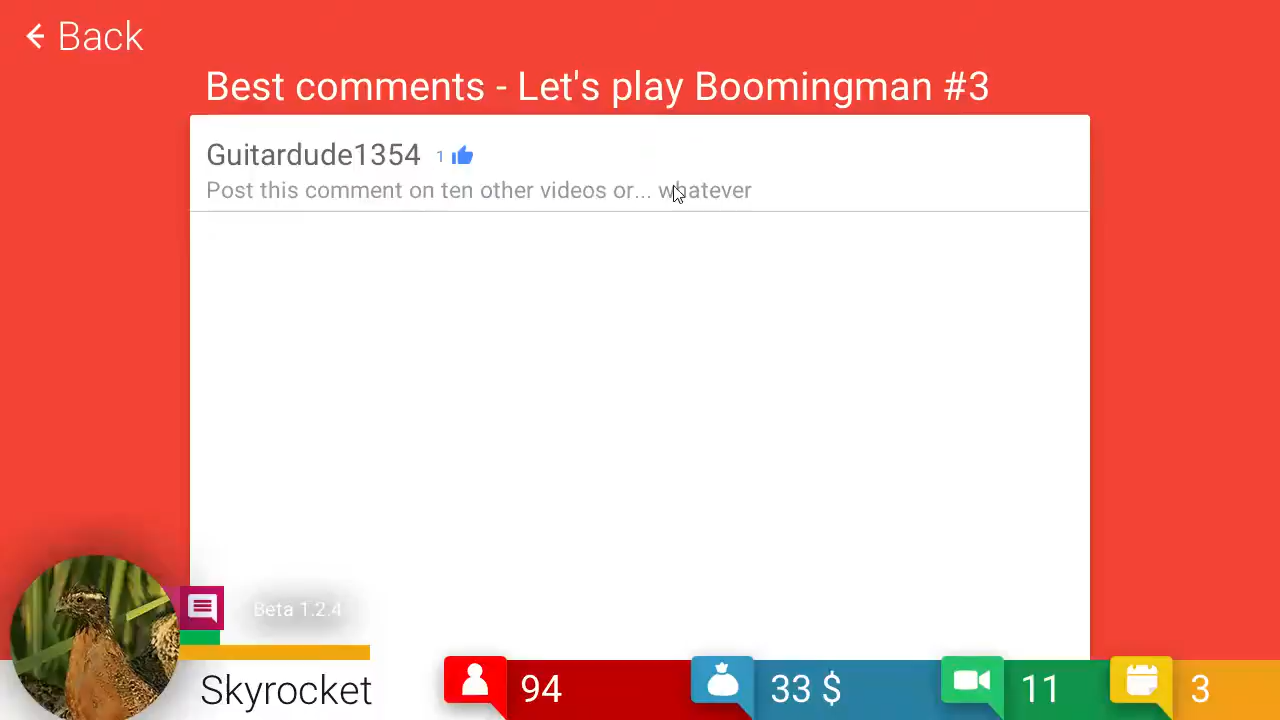 Back
Best comments - Let's play Boomingman #3
Guitardude1354 1
Post this comment on ten other videos or... whatever
Beta 1.2.4
Skyrocket 94 33 $ 11 3